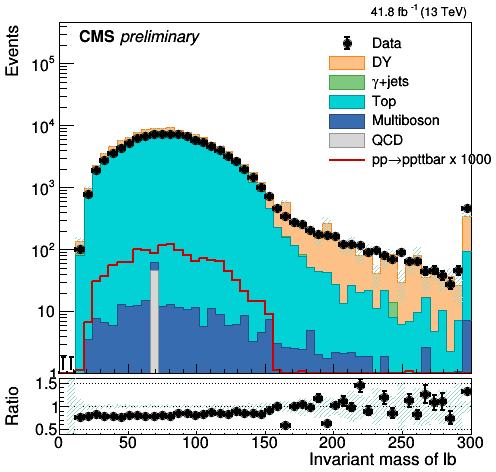 41.8 fb⁻¹ (13 TeV)
CMS preliminary
Events
Data
DY
γ+jets
Top
Multiboson
QCD
pp→ppttbar x 1000
10⁵
10⁴
10³
10²
10
1
Ratio
1.5
1
0.5
0 50 100 150 200 250 300
Invariant mass of lb